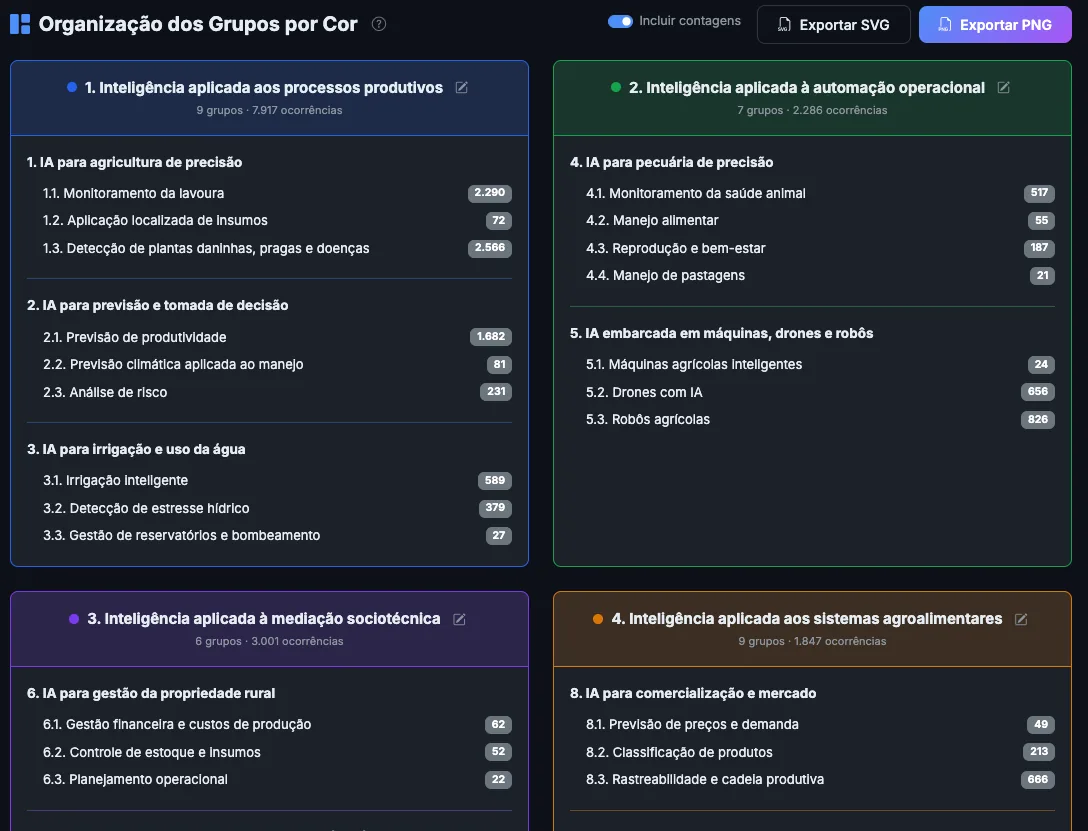 Organização dos Grupos por Cor
Incluir contagens
Exportar SVG
Exportar PNG
1. Inteligência aplicada aos processos produtivos
9 grupos · 7.917 ocorrências
1. IA para agricultura de precisão
1.1. Monitoramento da lavoura 2.290
1.2. Aplicação localizada de insumos 72
1.3. Detecção de plantas daninhas, pragas e doenças 2.566
2. IA para previsão e tomada de decisão
2.1. Previsão de produtividade 1.682
2.2. Previsão climática aplicada ao manejo 81
2.3. Análise de risco 231
3. IA para irrigação e uso da água
3.1. Irrigação inteligente 589
3.2. Detecção de estresse hídrico 379
3.3. Gestão de reservatórios e bombeamento 27
2. Inteligência aplicada à automação operacional
7 grupos · 2.286 ocorrências
4. IA para pecuária de precisão
4.1. Monitoramento da saúde animal 517
4.2. Manejo alimentar 55
4.3. Reprodução e bem-estar 187
4.4. Manejo de pastagens 21
5. IA embarcada em máquinas, drones e robôs
5.1. Máquinas agrícolas inteligentes 24
5.2. Drones com IA 656
5.3. Robôs agrícolas 826
3. Inteligência aplicada à mediação sociotécnica
6 grupos · 3.001 ocorrências
6. IA para gestão da propriedade rural
6.1. Gestão financeira e custos de produção 62
6.2. Controle de estoque e insumos 52
6.3. Planejamento operacional 22
4. Inteligência aplicada aos sistemas agroalimentares
9 grupos · 1.847 ocorrências
8. IA para comercialização e mercado
8.1. Previsão de preços e demanda 49
8.2. Classificação de produtos 213
8.3. Rastreabilidade e cadeia produtiva 666